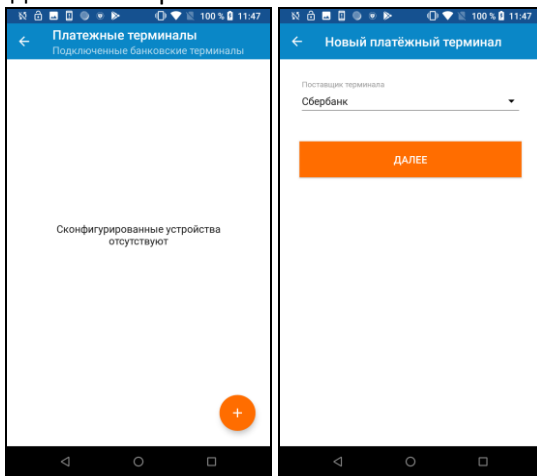 100 % 11:47
Платежные терминалы
Подключенные банковские терминалы
Сконфигурированные устройства
отсутствуют
+
100 % 11:47
Новый платёжный терминал
Поставщик терминала
Сбербанк
ДАЛЕЕ